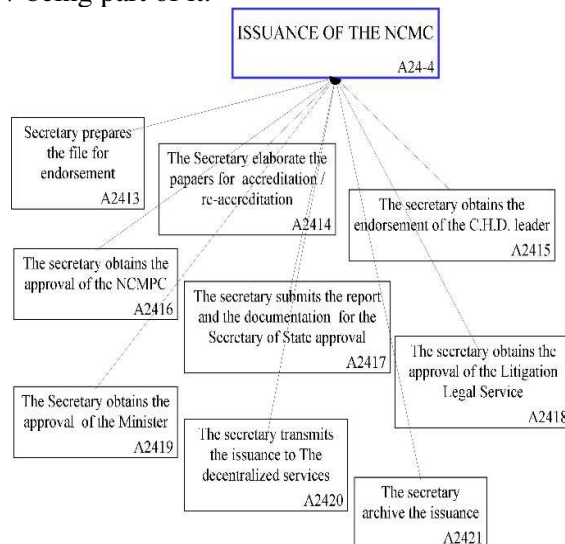 7 being part of it.
ISSUANCE OF THE NCMC
A24-4
Secretary prepares
the file for
endorsement
A2413
The Secretary elaborate the
papaers for accreditation /
re-accreditation
A2414
The secretary obtains the
endorsement of the C.H.D. leader
A2415
The secretary obtains the
approval of the NCMPC
A2416
The secretary submits the report
and the documentation for the
Secretary of State approval
A2417
The secretary obtains the
approval of the Litigation
Legal Service
A2418
The Secretary obtains the
approval of the Minister
A2419
The secretary transmits
the issuance to The
decentralized services
A2420
The secretary
archive the issuance
A2421